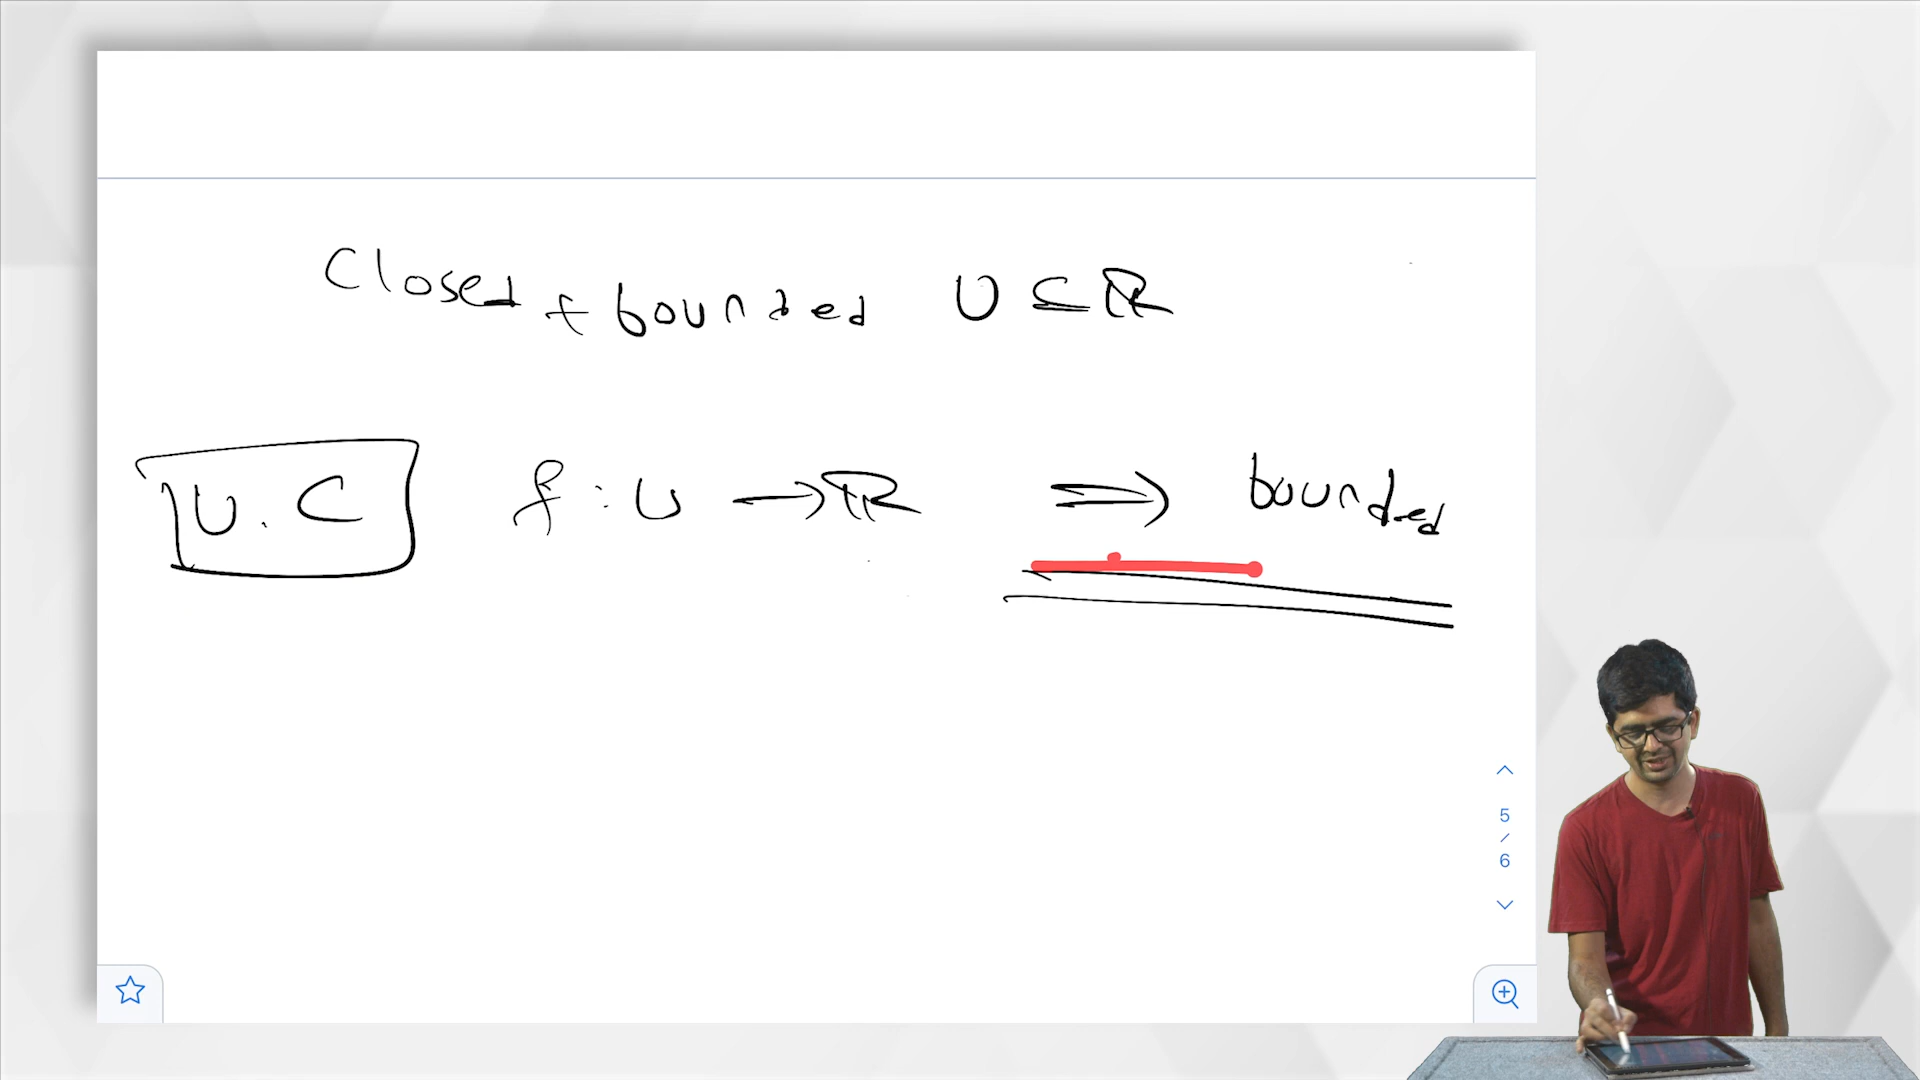 Closed + bounded U ⊆ ℝ
U.C f : U → ℝ ⇒ bounded
5
/
6